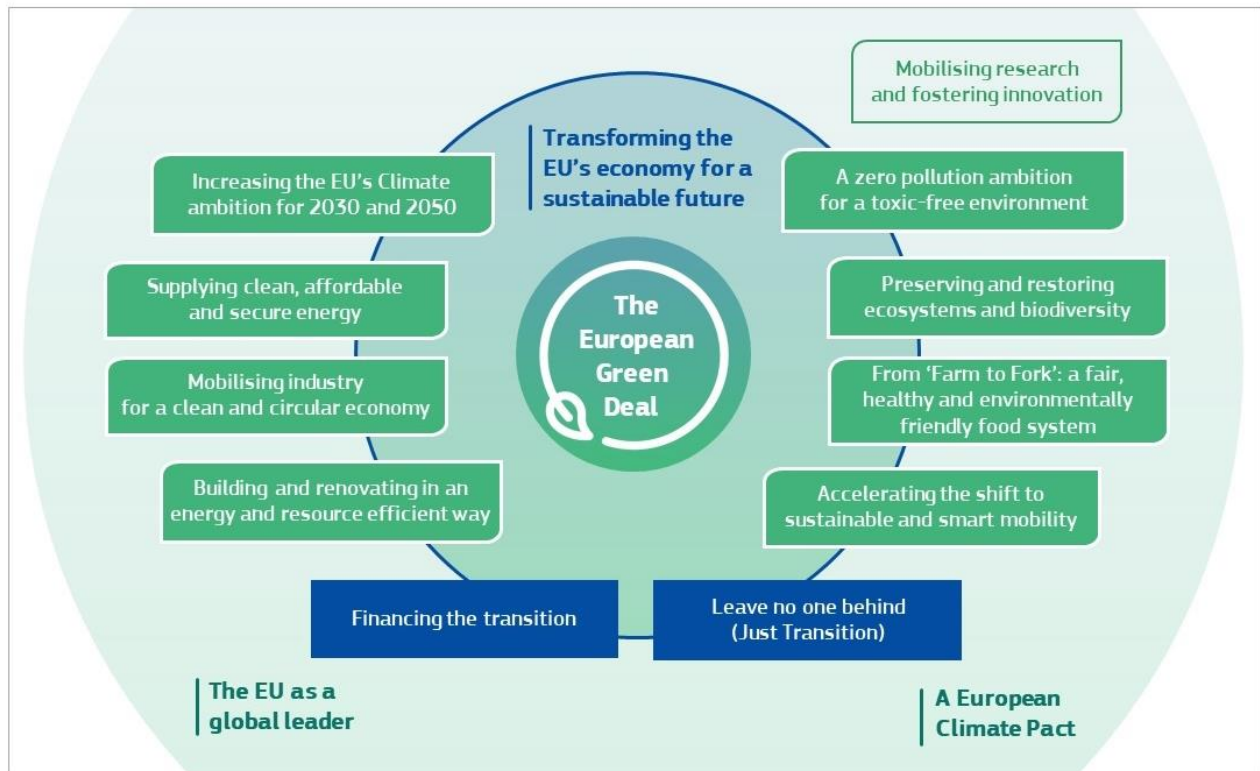 Mobilising research
and fostering innovation
Transforming the
EU's economy for a
sustainable future
Increasing the EU's Climate
ambition for 2030 and 2050
Supplying clean, affordable
and secure energy
Mobilising industry
for a clean and circular economy
Building and renovating in an
energy and resource efficient way
The
European
Green
Deal
A zero pollution ambition
for a toxic-free environment
Preserving and restoring
ecosystems and biodiversity
From ‘Farm to Fork’: a fair,
healthy and environmentally
friendly food system
Accelerating the shift to
sustainable and smart mobility
Financing the transition
Leave no one behind
(Just Transition)
The EU as a
global leader
A European
Climate Pact